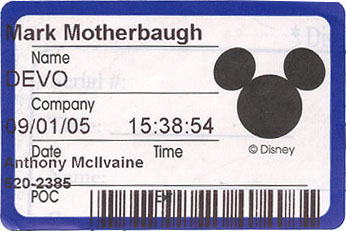 Mark Motherbaugh
Name
DEVO
Company
09/01/05 15:38:54
Date Time
© Disney
Anthony McIlvaine
520-2385
POC